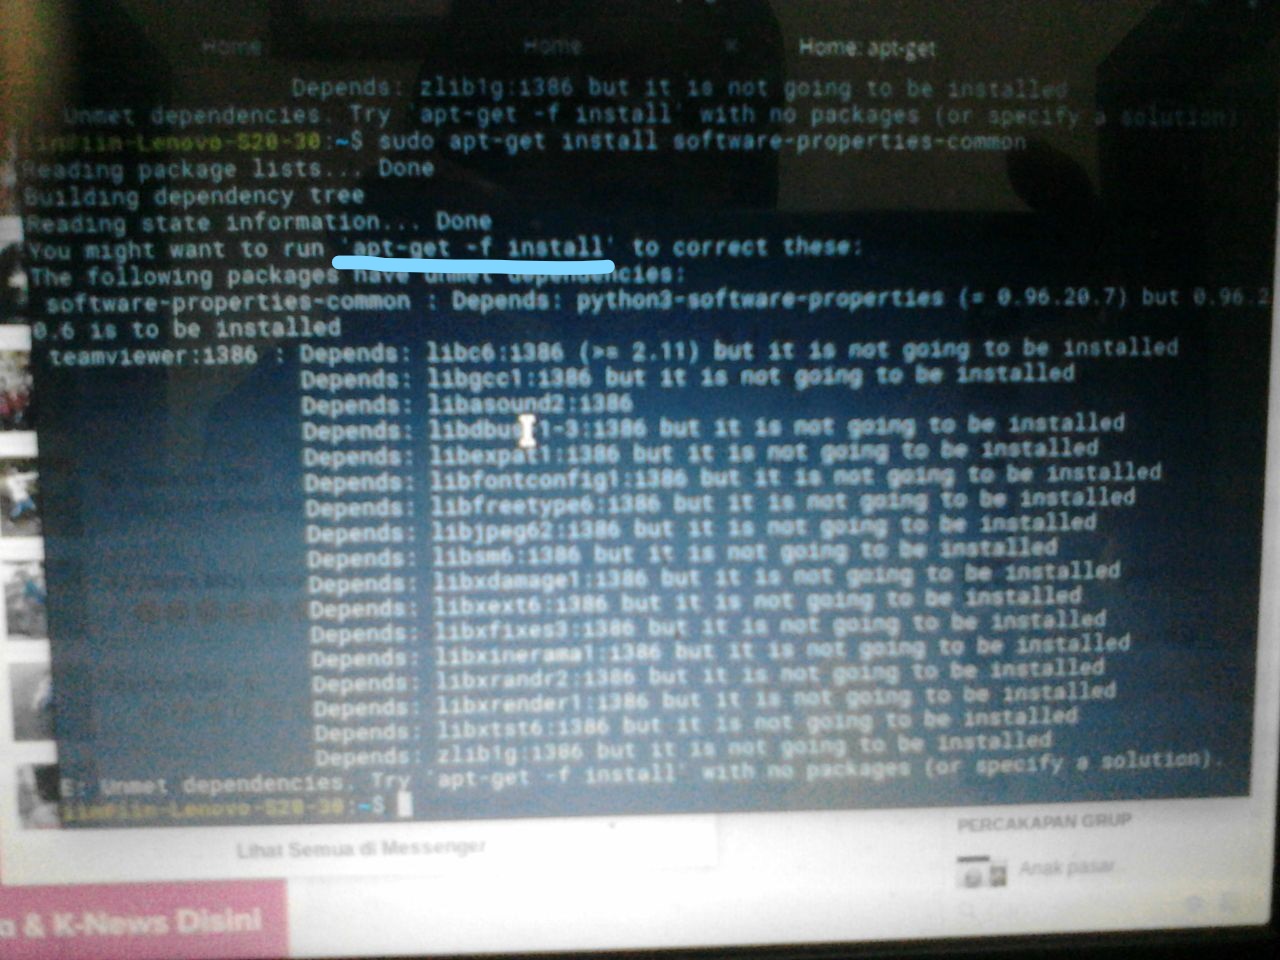 Home Home × Home: apt-get
Depends: zlib1g:i386 but it is not going to be installed
Unmet dependencies. Try 'apt-get -f install' with no packages (or specify a solution).
iin@iin-Lenovo-S20-30:~$ sudo apt-get install software-properties-common
Reading package lists... Done
Building dependency tree
Reading state information... Done
You might want to run 'apt-get -f install' to correct these:
The following packages have unmet dependencies:
software-properties-common : Depends: python3-software-properties (= 0.96.20.7) but 0.96.2
0.6 is to be installed
teamviewer:i386 : Depends: libc6:i386 (>= 2.11) but it is not going to be installed
Depends: libgcc1:i386 but it is not going to be installed
Depends: libasound2:i386
Depends: libdbus-1-3:i386 but it is not going to be installed
Depends: libexpat1:i386 but it is not going to be installed
Depends: libfontconfig1:i386 but it is not going to be installed
Depends: libfreetype6:i386 but it is not going to be installed
Depends: libjpeg62:i386 but it is not going to be installed
Depends: libsm6:i386 but it is not going to be installed
Depends: libxdamage1:i386 but it is not going to be installed
Depends: libxext6:i386 but it is not going to be installed
Depends: libxfixes3:i386 but it is not going to be installed
Depends: libxinerama1:i386 but it is not going to be installed
Depends: libxrandr2:i386 but it is not going to be installed
Depends: libxrender1:i386 but it is not going to be installed
Depends: libxtst6:i386 but it is not going to be installed
Depends: zlib1g:i386 but it is not going to be installed
E: Unmet dependencies. Try 'apt-get -f install' with no packages (or specify a solution).
:~$
PERCAKAPAN GRUP
Lihat Semua di Messenger
Anak pasar...
a & K-News Disini